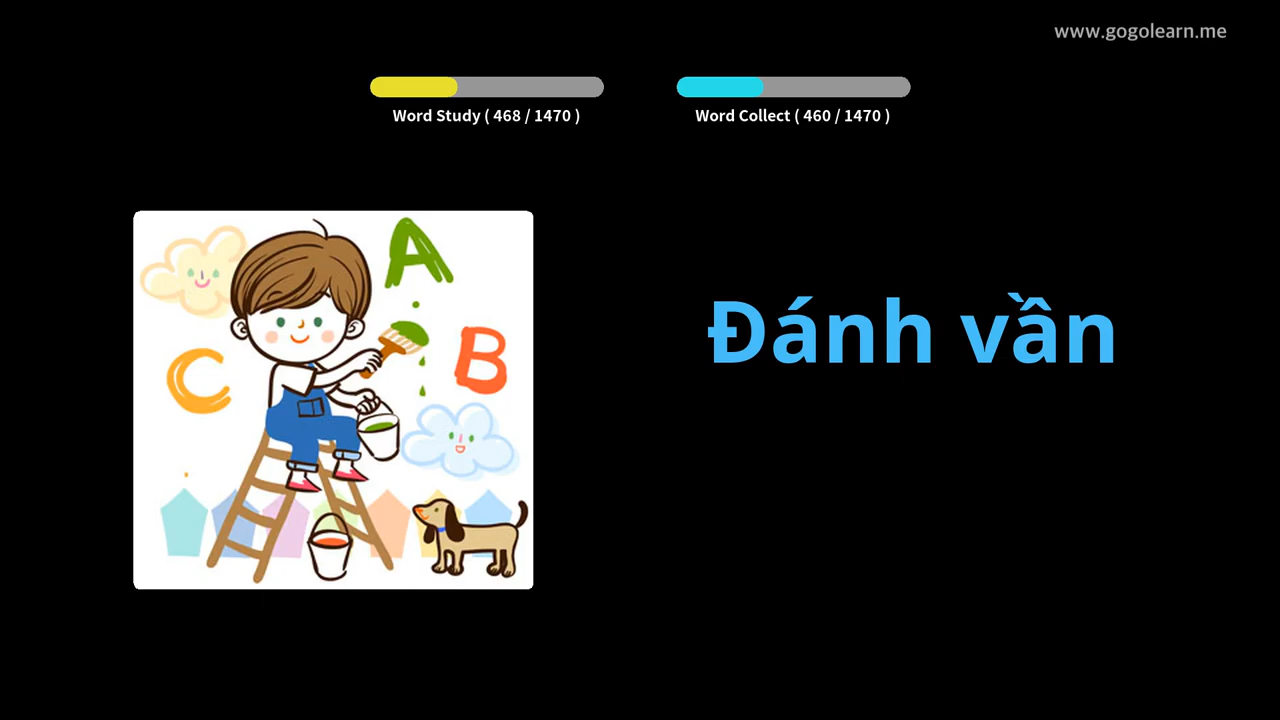 www.gogolearn.me
Word Study ( 468 / 1470 )
Word Collect ( 460 / 1470 )
A
B
C
Đánh vần